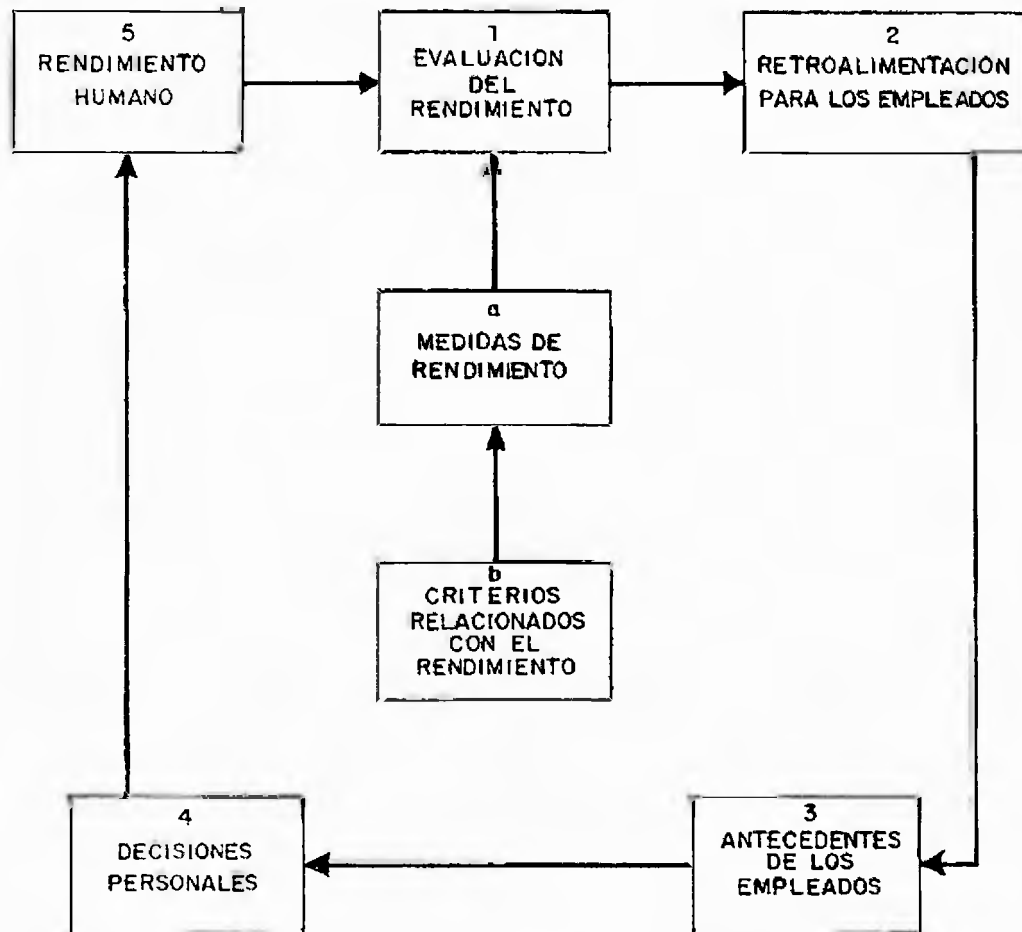 5
RENDIMIENTO
HUMANO
1
EVALUACION
DEL
RENDIMIENTO
2
RETROALIMENTACION
PARA LOS EMPLEADOS
a
MEDIDAS DE
RENDIMIENTO
b
CRITERIOS
RELACIONADOS
CON EL
RENDIMIENTO
4
DECISIONES
PERSONALES
3
ANTECEDENTES
DE LOS
EMPLEADOS